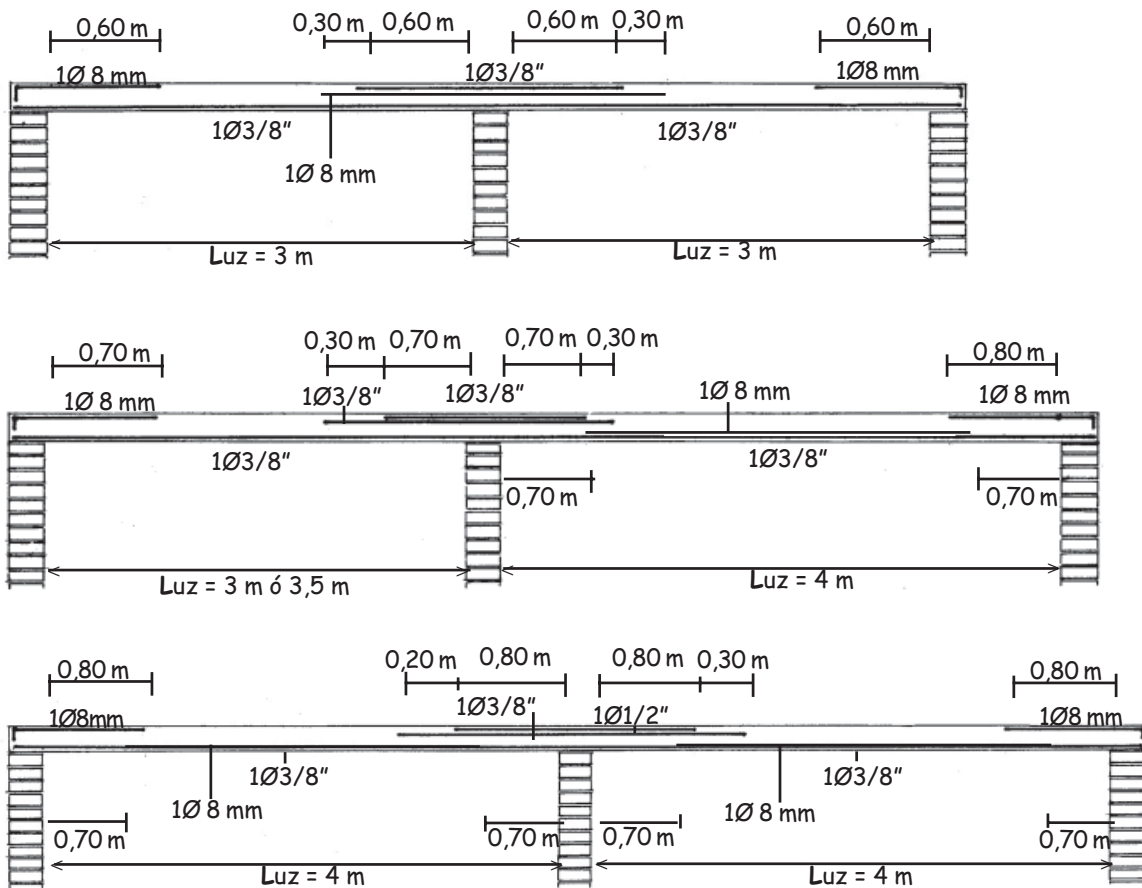 0,60 m 0,30 m 0,60 m 0,60 m 0,30 m 0,60 m
1Ø 8 mm 1Ø3/8" 1Ø8 mm
1Ø3/8" 1Ø3/8"
1Ø 8 mm
Luz = 3 m Luz = 3 m
0,70 m 0,30 m 0,70 m 0,70 m 0,30 m 0,80 m
1Ø 8 mm 1Ø3/8" 1Ø3/8" 1Ø 8 mm 1Ø 8 mm
1Ø3/8" 1Ø3/8"
0,70 m 0,70 m
Luz = 3 m ó 3,5 m Luz = 4 m
0,80 m 0,20 m 0,80 m 0,80 m 0,30 m 0,80 m
1Ø8mm 1Ø3/8" 1Ø1/2" 1Ø8 mm
1Ø3/8" 1Ø3/8"
1Ø 8 mm 1Ø 8 mm
0,70 m 0,70 m 0,70 m 0,70 m
Luz = 4 m Luz = 4 m